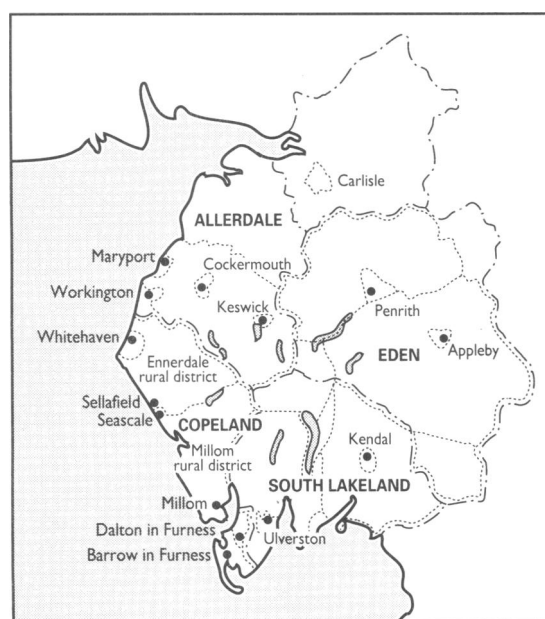 Carlisle
ALLERDALE
Maryport
Cockermouth
Workington
Keswick
Penrith
Whitehaven
EDEN
Appleby
Ennerdale
rural district
Sellafield
Seascale
COPELAND
Millom
rural district
Kendal
SOUTH LAKELAND
Millom
Dalton in Furness
Ulverston
Barrow in Furness